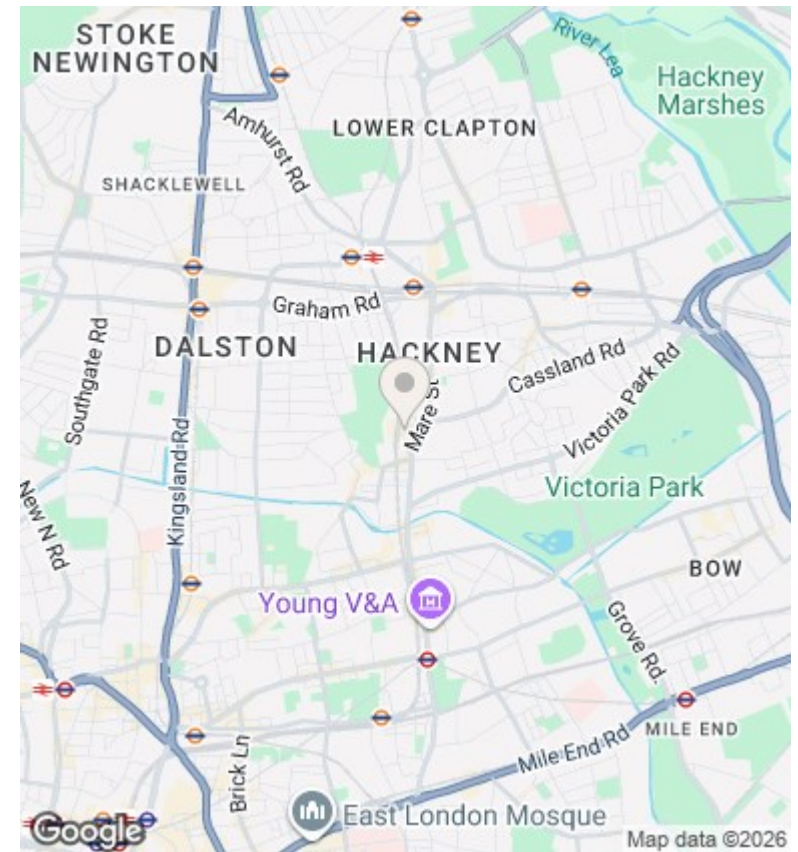 STOKE
NEWINGTON
River Lea
Hackney
Marshes
LOWER CLAPTON
Amhurst Rd
SHACKLEWELL
Graham Rd
DALSTON
HACKNEY
Southgate Rd
Cassland Rd
Mare St
Victoria Park Rd
Kingsland Rd
Victoria Park
New N Rd
BOW
Young V&A
Grove Rd.
Mile End Rd
MILE END
Brick Ln
East London Mosque
Google
Map data ©2026